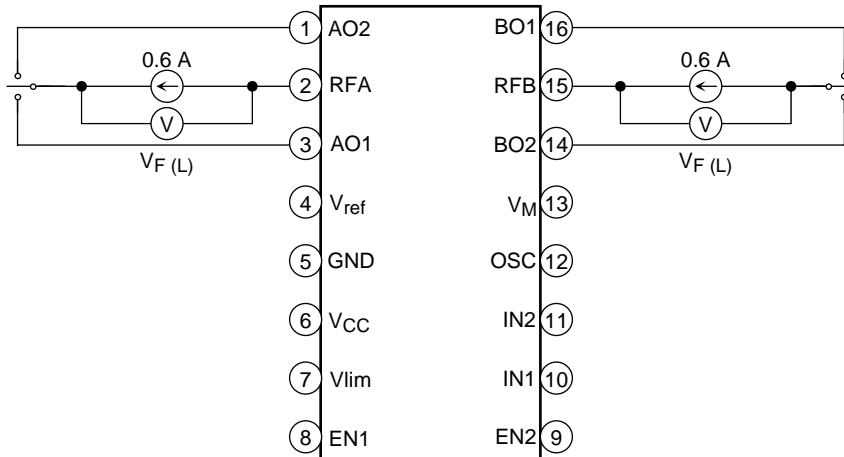 1 AO2 BO1 16
0.6 A 0.6 A
2 RFA RFB 15
V V
3 AO1 BO2 14
VF (L) VF (L)
4 Vref VM 13
5 GND OSC 12
6 VCC IN2 11
7 Vlim IN1 10
8 EN1 EN2 9